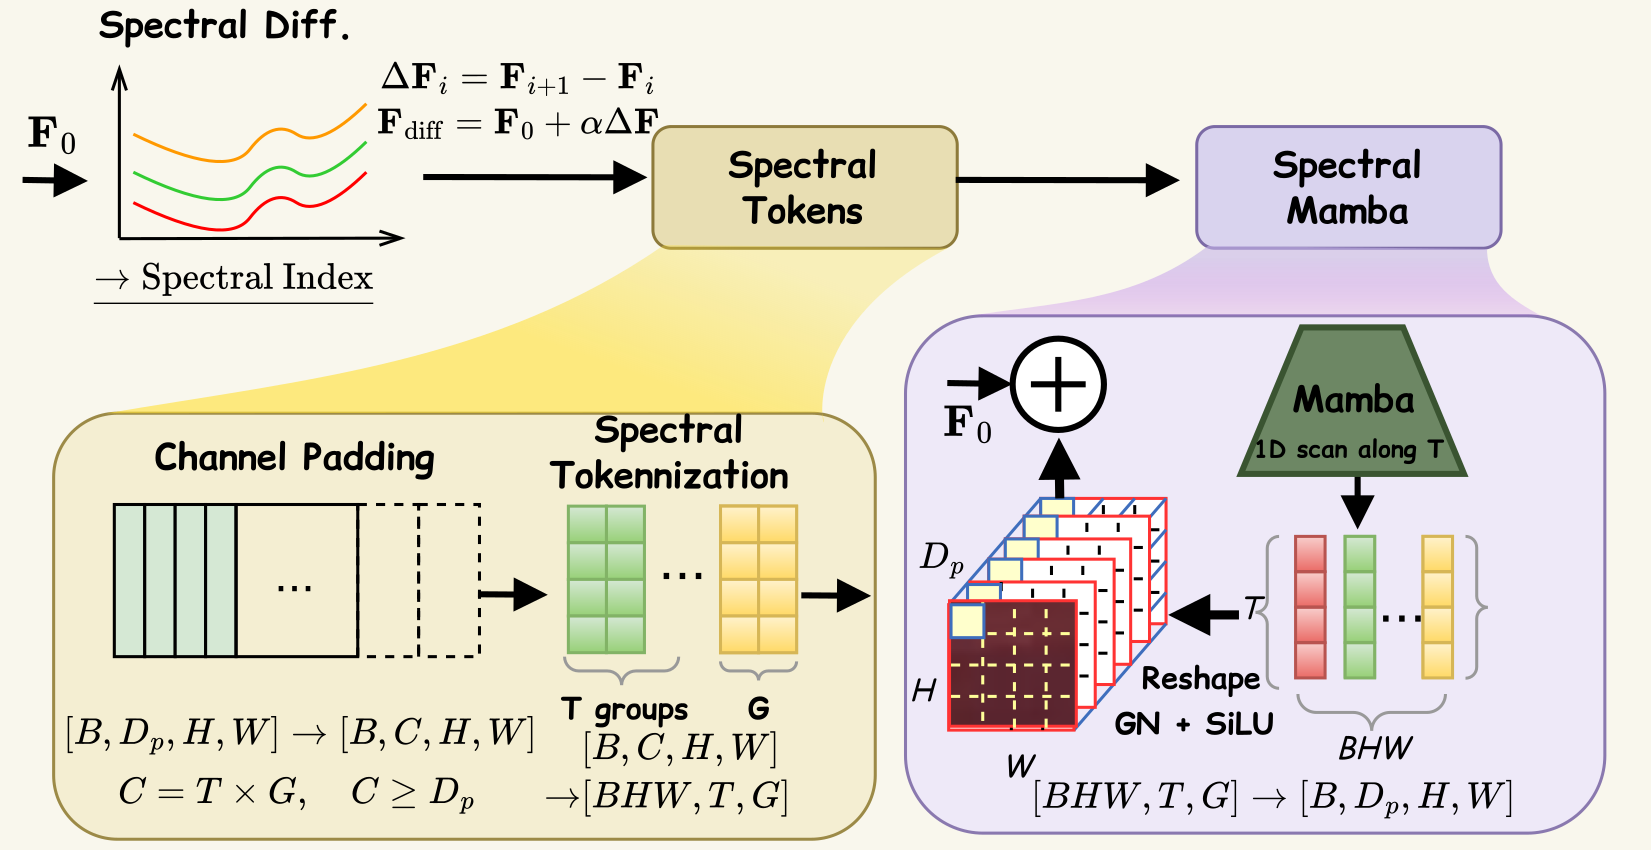 Spectral Diff.
ΔF_i = F_{i+1} − F_i
F_diff = F_0 + αΔF
F_0
→ Spectral Index
Spectral
Tokens
Spectral
Mamba
Channel Padding
...
[B, D_p, H, W] → [B, C, H, W]
C = T × G, C ≥ D_p
Spectral
Tokennization
...
T groups
G
[B, C, H, W]
→[BHW, T, G]
F_0
Mamba
1D scan along T
D_p
H
W
T
...
Reshape
GN + SiLU
BHW
[BHW, T, G] → [B, D_p, H, W]